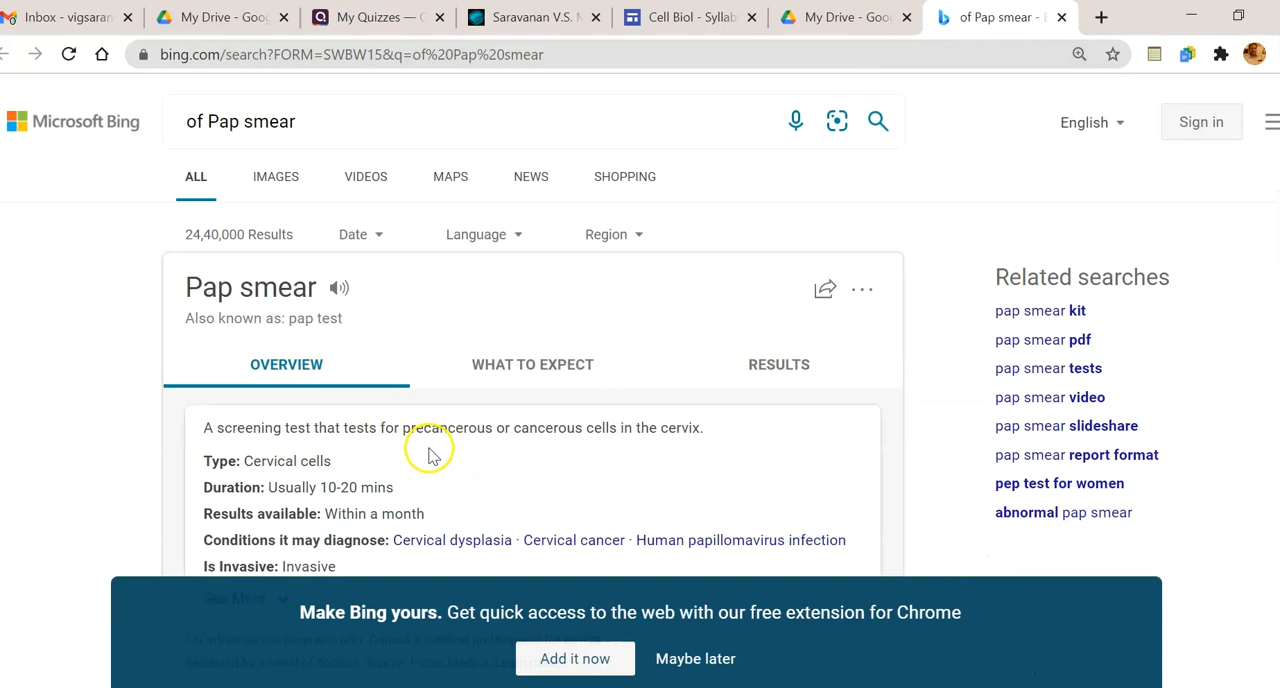 Inbox - vigsaran
My Drive - Goo
My Quizzes — C
Saravanan V.S. M
Cell Biol - Syllab
My Drive - Goo
of Pap smear - B
bing.com/search?FORM=SWBW15&q=of%20Pap%20smear
Microsoft Bing
of Pap smear
English
Sign in
ALL
IMAGES
VIDEOS
MAPS
NEWS
SHOPPING
24,40,000 Results
Date
Language
Region
Pap smear
Also known as: pap test
OVERVIEW
WHAT TO EXPECT
RESULTS
A screening test that tests for precancerous or cancerous cells in the cervix.
Type: Cervical cells
Duration: Usually 10-20 mins
Results available: Within a month
Conditions it may diagnose: Cervical dysplasia · Cervical cancer · Human papillomavirus infection
Is Invasive: Invasive
See More
Related searches
pap smear kit
pap smear pdf
pap smear tests
pap smear video
pap smear slideshare
pap smear report format
pep test for women
abnormal pap smear
Make Bing yours. Get quick access to the web with our free extension for Chrome
Add it now
Maybe later